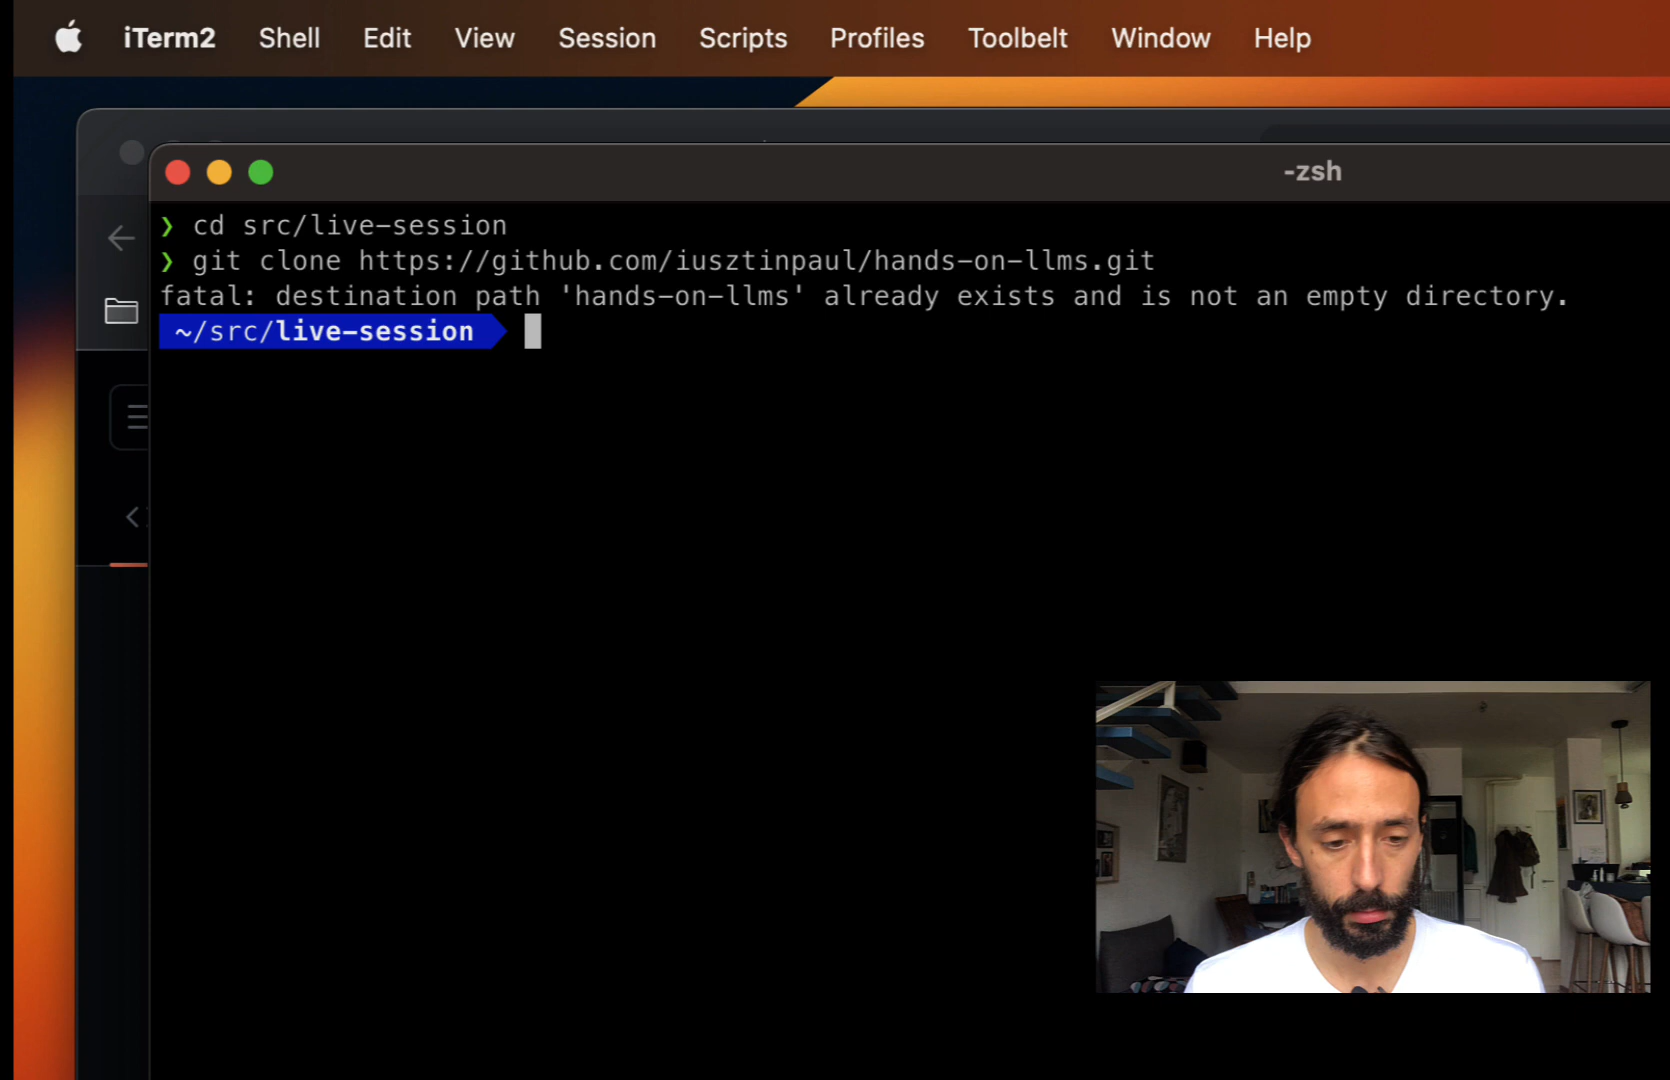 iTerm2 Shell Edit View Session Scripts Profiles Toolbelt Window Help
-zsh
❯ cd src/live-session
❯ git clone https://github.com/iusztinpaul/hands-on-llms.git
fatal: destination path 'hands-on-llms' already exists and is not an empty directory.
~/src/live-session